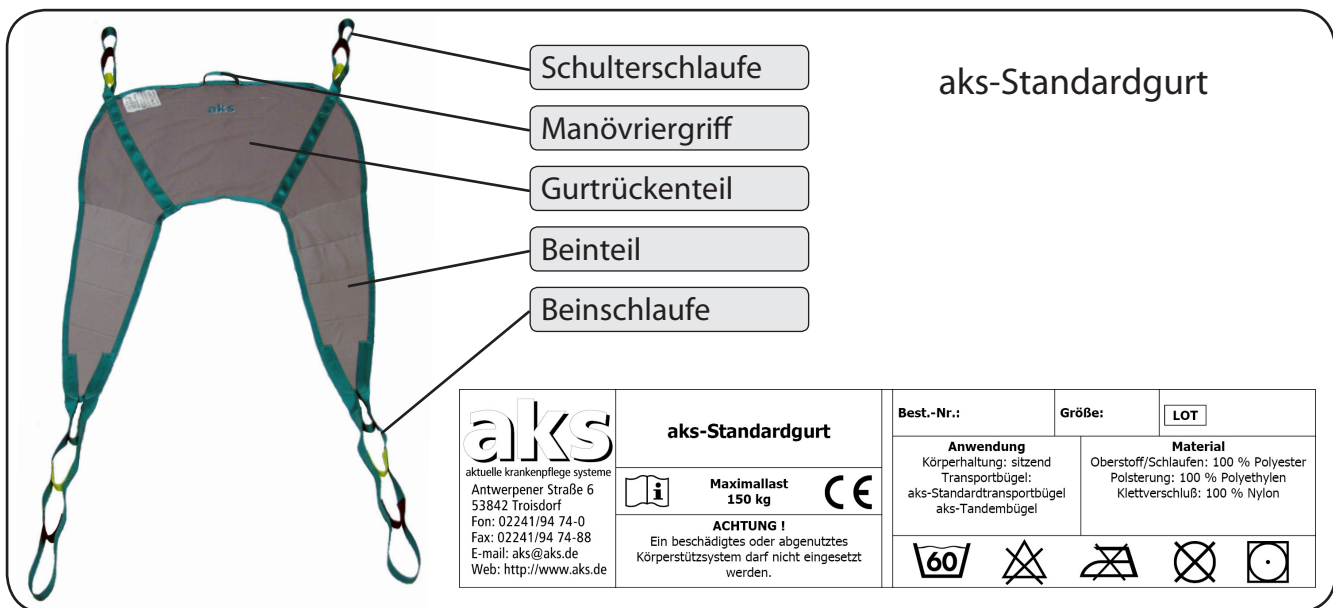 aks-Standardgurt
aks
Schulterschlaufe
Manövriergriff
Gurtrückenteil
Beinteil
Beinschlaufe
aks
aktuelle krankenpflege systeme
Antwerpener Straße 6
53842 Troisdorf
Fon: 02241/94 74-0
Fax: 02241/94 74-88
E-mail: aks@aks.de
Web: http://www.aks.de
aks-Standardgurt
i
Maximallast
150 kg
CE
ACHTUNG !
Ein beschädigtes oder abgenutztes
Körperstützsystem darf nicht eingesetzt
werden.
Best.-Nr.:
Größe:
LOT
Anwendung
Körperhaltung: sitzend
Transportbügel:
aks-Standardtransportbügel
aks-Tandembügel
Material
Oberstoff/Schlaufen: 100 % Polyester
Polsterung: 100 % Polyethylen
Klettverschluß: 100 % Nylon
60